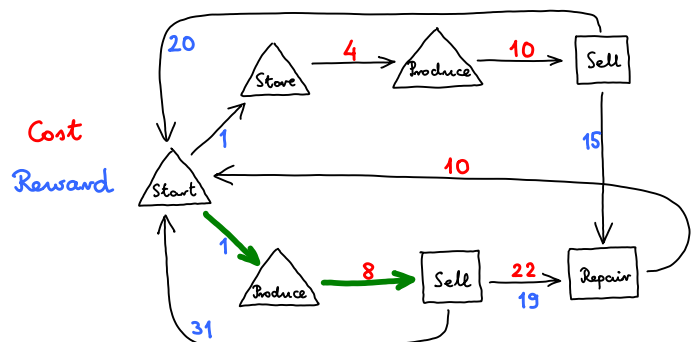 20
4
10
Sell
Store
Produce
Cost
1
15
Reward
Start
10
1
8
Sell
22
Repair
Produce
19
31